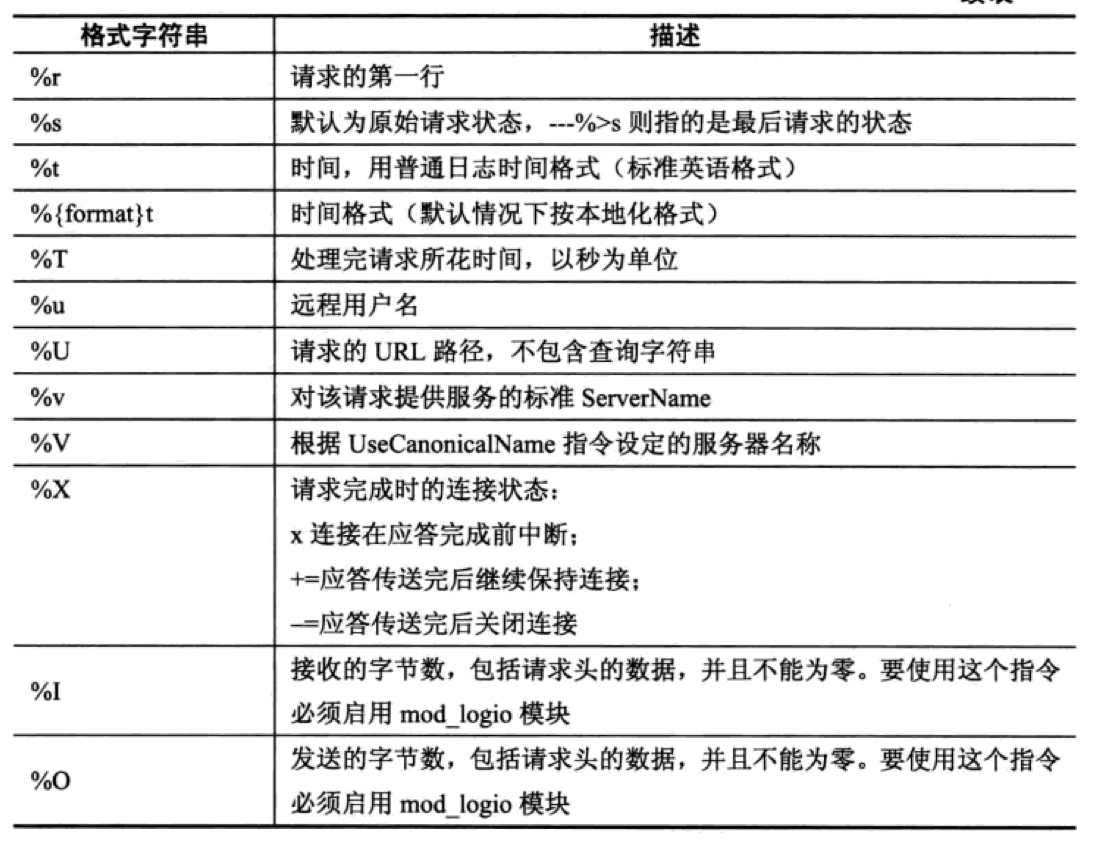 格式字符串 描述
%r 请求的第一行
%s 默认为原始请求状态，---%>s 则指的是最后请求的状态
%t 时间，用普通日志时间格式（标准英语格式）
%{format}t 时间格式（默认情况下按本地化格式）
%T 处理完请求所花时间，以秒为单位
%u 远程用户名
%U 请求的 URL 路径，不包含查询字符串
%v 对该请求提供服务的标准 ServerName
%V 根据 UseCanonicalName 指令设定的服务器名称
%X 请求完成时的连接状态：
x 连接在应答完成前中断；
+=应答传送完后继续保持连接；
–=应答传送完后关闭连接
%I 接收的字节数，包括请求头的数据，并且不能为零。要使用这个指令
必须启用 mod_logio 模块
%O 发送的字节数，包括请求头的数据，并且不能为零。要使用这个指令
必须启用 mod_logio 模块